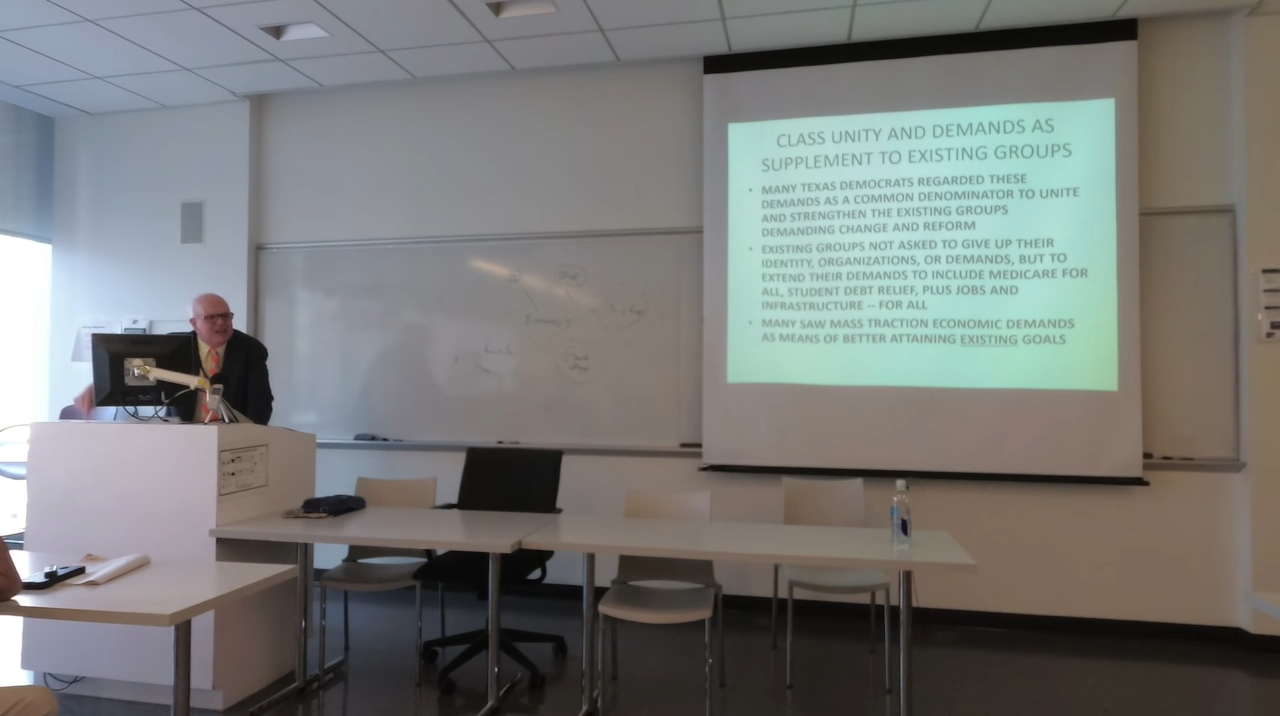 CLASS UNITY AND DEMANDS AS
SUPPLEMENT TO EXISTING GROUPS
• MANY TEXAS DEMOCRATS REGARDED THESE
DEMANDS AS A COMMON DENOMINATOR TO UNITE
AND STRENGTHEN THE EXISTING GROUPS
DEMANDING CHANGE AND REFORM
• EXISTING GROUPS NOT ASKED TO GIVE UP THEIR
IDENTITY, ORGANIZATIONS, OR DEMANDS, BUT TO
EXTEND THEIR DEMANDS TO INCLUDE MEDICARE FOR
ALL, STUDENT DEBT RELIEF, PLUS JOBS AND
INFRASTRUCTURE -- FOR ALL
• MANY SAW MASS TRACTION ECONOMIC DEMANDS
AS MEANS OF BETTER ATTAINING EXISTING GOALS